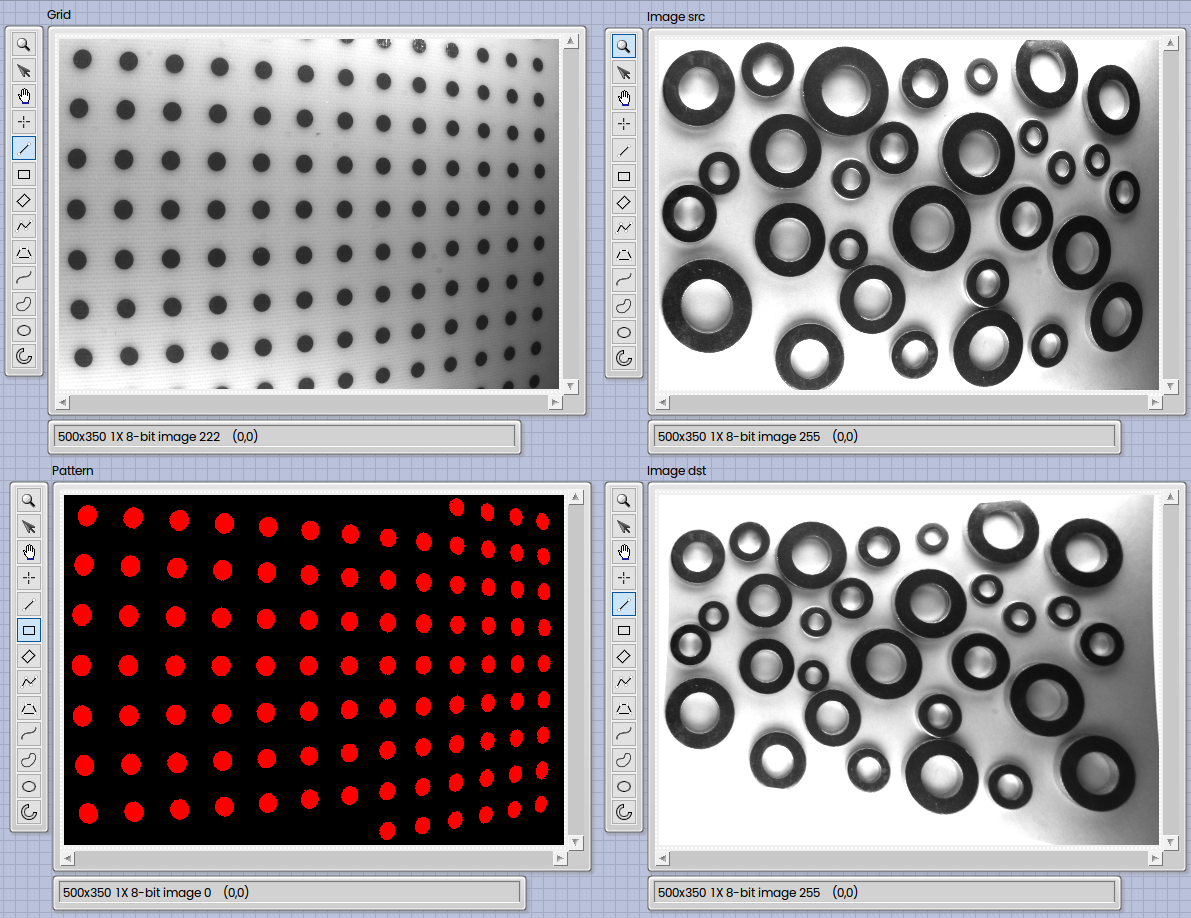 Grid
Image src
500x350 1X 8-bit image 222 (0,0)
500x350 1X 8-bit image 255 (0,0)
Pattern
Image dst
500x350 1X 8-bit image 0 (0,0)
500x350 1X 8-bit image 255 (0,0)